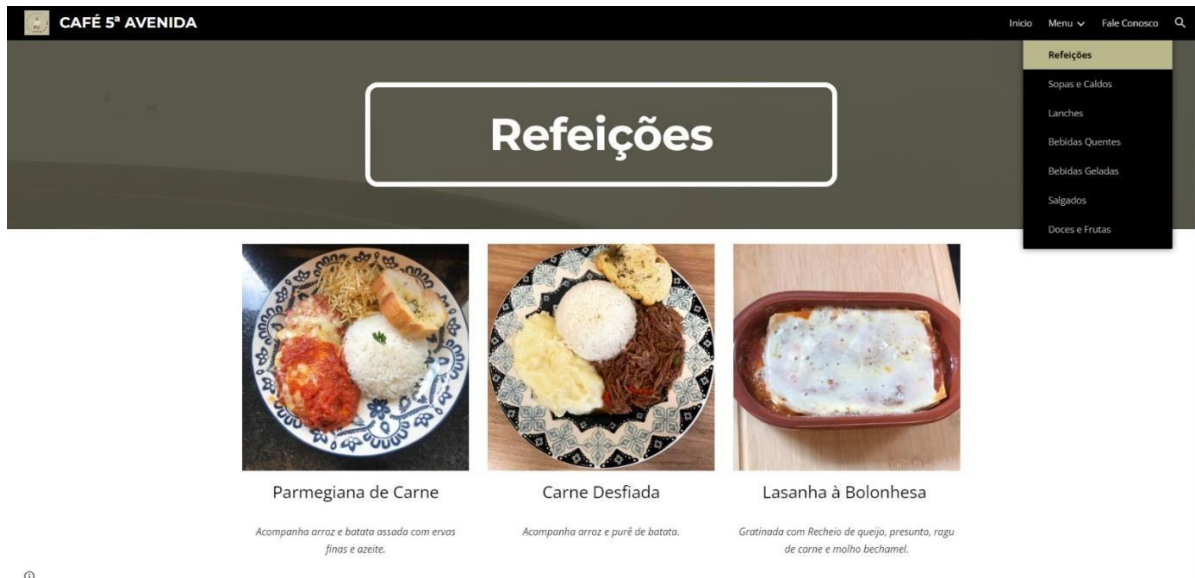 CAFÉ 5ª AVENIDA
Inicio Menu Fale Conosco
Refeições
Sopas e Caldos
Lanches
Bebidas Quentes
Bebidas Geladas
Salgados
Doces e Frutas
Refeições
Parmegiana de Carne
Acompanha arroz e batata assada com ervas
finas e azeite.
Carne Desfiada
Acompanha arroz e purê de batata.
Lasanha à Bolonhesa
Gratinada com Recheio de queijo, presunto, ragu
de carne e molho bechamel.